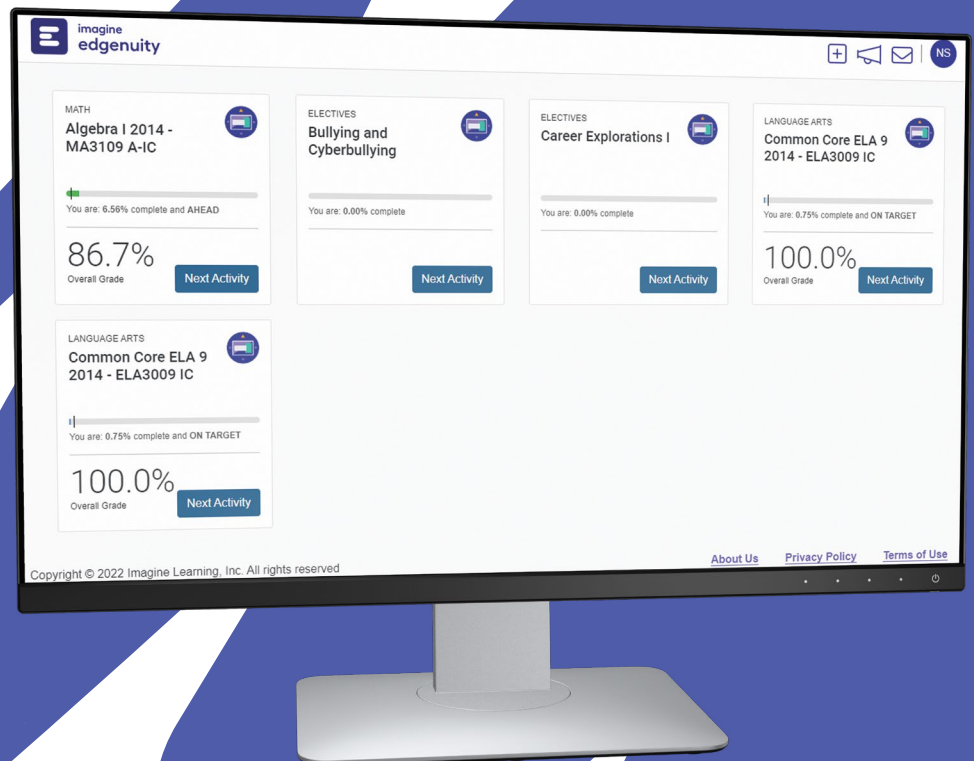 imagine
edgenuity
NS
MATH
Algebra I 2014 -
MA3109 A-IC
You are: 6.56% complete and AHEAD
86.7%
Overall Grade
Next Activity
ELECTIVES
Bullying and
Cyberbullying
You are: 0.00% complete
Next Activity
ELECTIVES
Career Explorations I
You are: 0.00% complete
Next Activity
LANGUAGE ARTS
Common Core ELA 9
2014 - ELA3009 IC
You are: 0.75% complete and ON TARGET
100.0%
Overall Grade
Next Activity
LANGUAGE ARTS
Common Core ELA 9
2014 - ELA3009 IC
You are: 0.75% complete and ON TARGET
100.0%
Overall Grade
Next Activity
About Us Privacy Policy Terms of Use
Copyright © 2022 Imagine Learning, Inc. All rights reserved